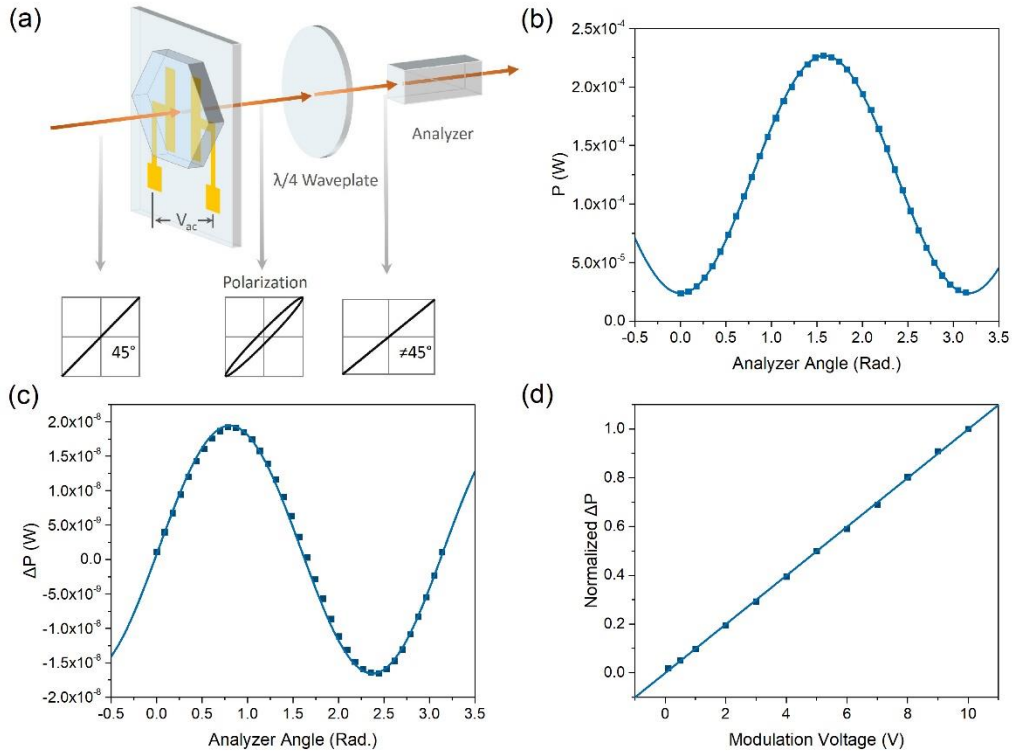 (a)
Analyzer
λ/4 Waveplate
Vac
Polarization
45°
≠45°
(b)
2.5x10⁻⁴
2.0x10⁻⁴
1.5x10⁻⁴
1.0x10⁻⁴
5.0x10⁻⁵
0.0
P (W)
-0.5 0.0 0.5 1.0 1.5 2.0 2.5 3.0 3.5
Analyzer Angle (Rad.)
(c)
2.0x10⁻⁸
1.5x10⁻⁸
1.0x10⁻⁸
5.0x10⁻⁹
0.0
-5.0x10⁻⁹
-1.0x10⁻⁸
-1.5x10⁻⁸
-2.0x10⁻⁸
ΔP (W)
-0.5 0.0 0.5 1.0 1.5 2.0 2.5 3.0 3.5
Analyzer Angle (Rad.)
(d)
1.0
0.8
0.6
0.4
0.2
0.0
Normalized ΔP
0 2 4 6 8 10
Modulation Voltage (V)